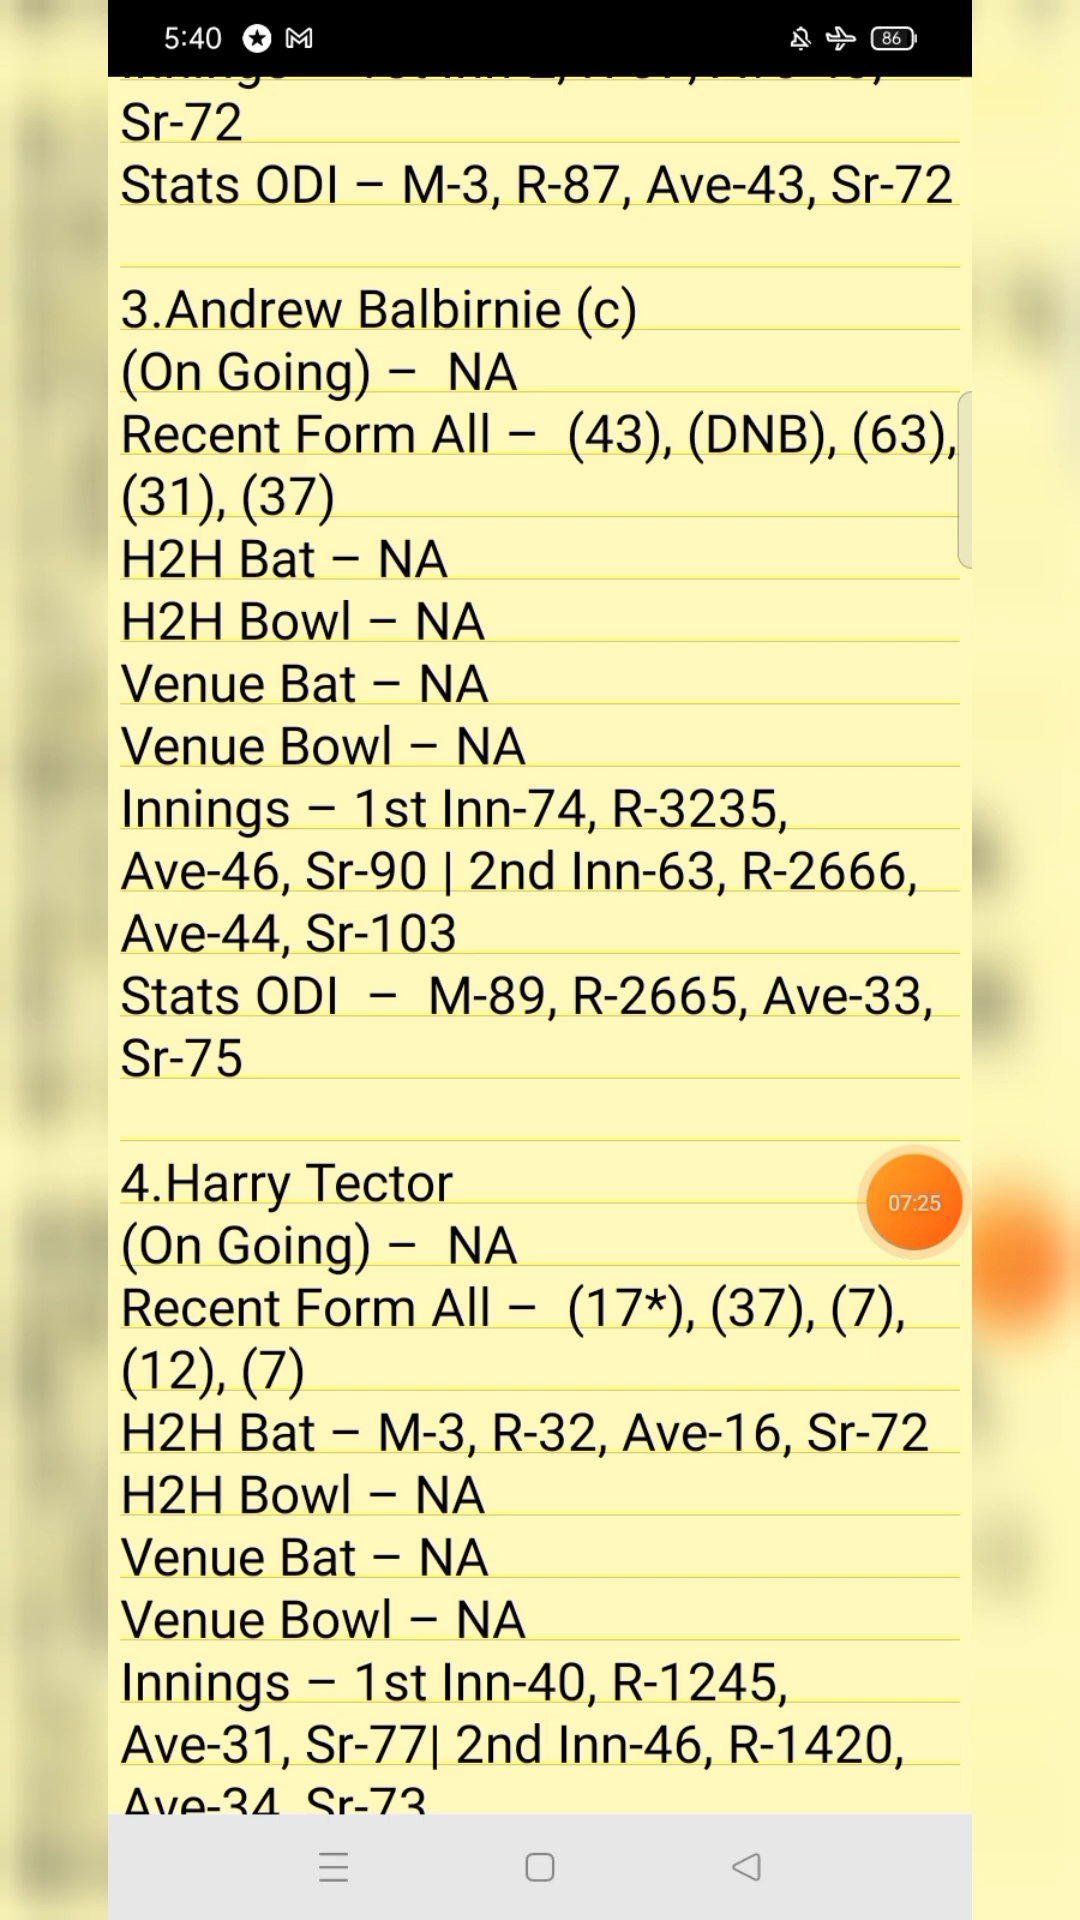 5:40
86
Sr-72
Stats ODI – M-3, R-87, Ave-43, Sr-72
3.Andrew Balbirnie (c)
(On Going) – NA
Recent Form All – (43), (DNB), (63),
(31), (37)
H2H Bat – NA
H2H Bowl – NA
Venue Bat – NA
Venue Bowl – NA
Innings – 1st Inn-74, R-3235,
Ave-46, Sr-90 | 2nd Inn-63, R-2666,
Ave-44, Sr-103
Stats ODI – M-89, R-2665, Ave-33,
Sr-75
4.Harry Tector
07:25
(On Going) – NA
Recent Form All – (17*), (37), (7),
(12), (7)
H2H Bat – M-3, R-32, Ave-16, Sr-72
H2H Bowl – NA
Venue Bat – NA
Venue Bowl – NA
Innings – 1st Inn-40, R-1245,
Ave-31, Sr-77| 2nd Inn-46, R-1420,
Ave-34, Sr-73